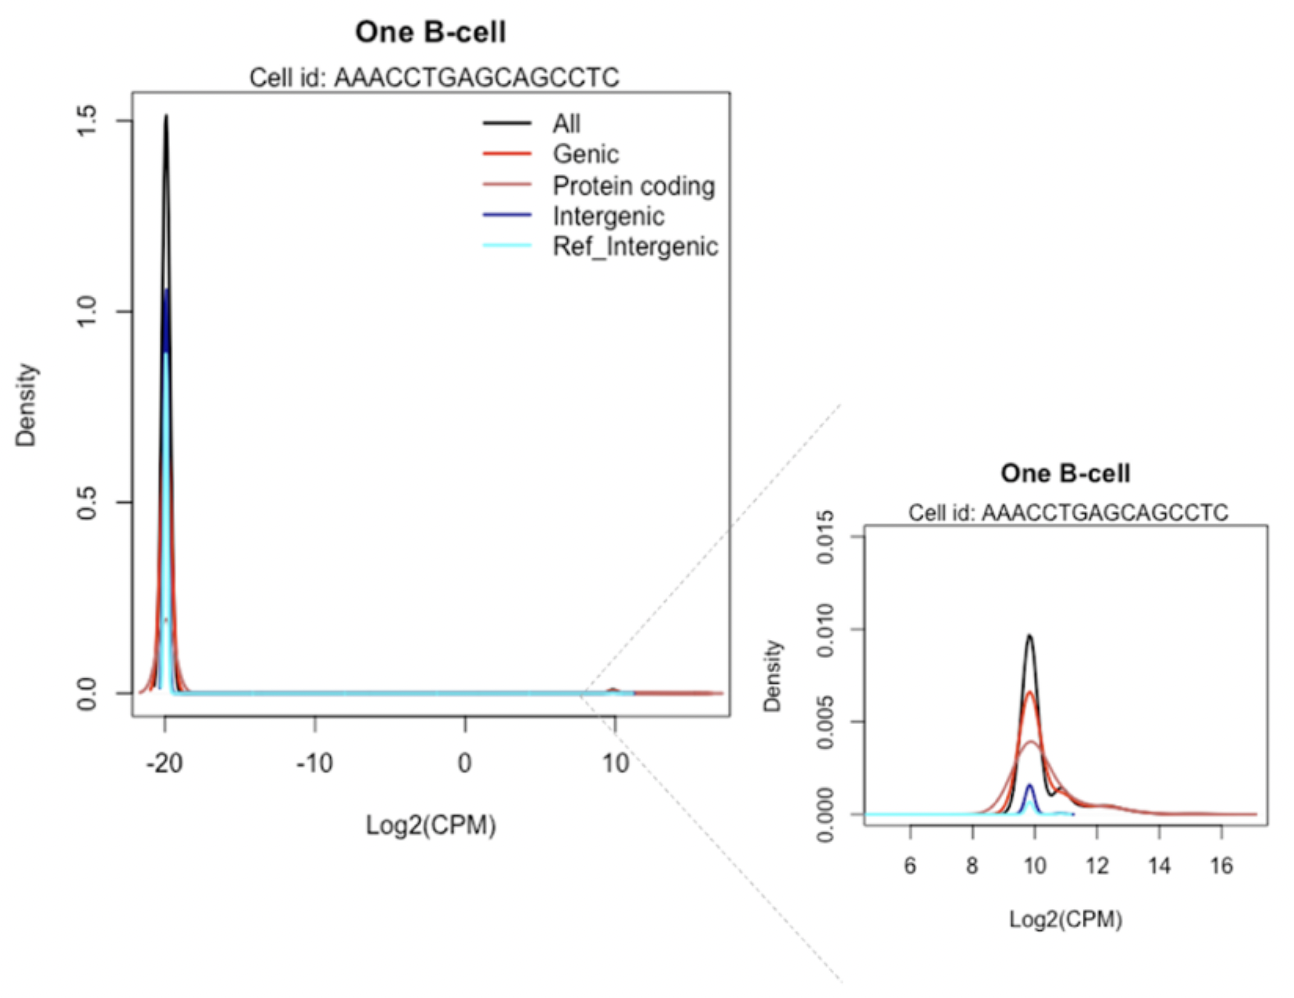 One B-cell
Cell id: AAACCTGAGCAGCCTC
All
Genic
Protein coding
Intergenic
Ref_Intergenic
Density
1.5
1.0
0.5
0.0
-20
-10
0
10
Log2(CPM)
One B-cell
Cell id: AAACCTGAGCAGCCTC
Density
0.015
0.010
0.005
0.000
6
8
10
12
14
16
Log2(CPM)